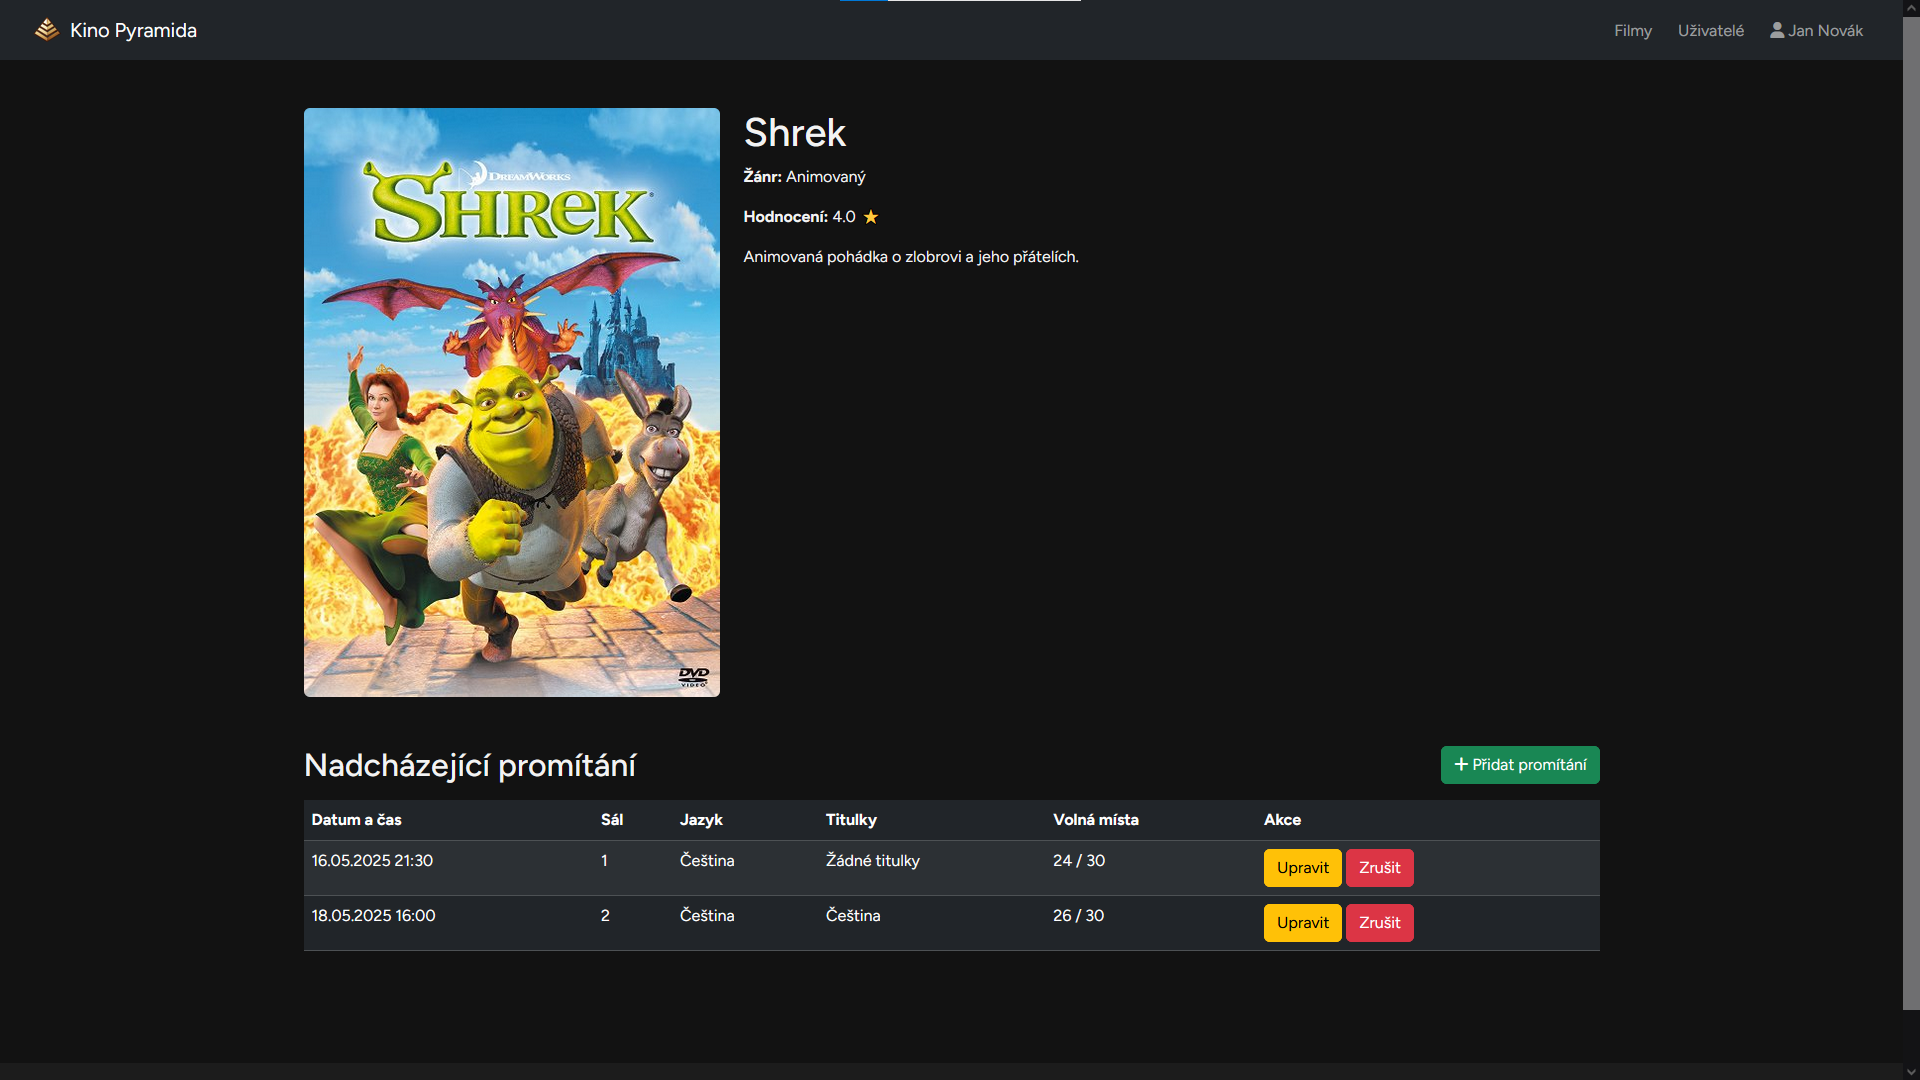 Kino Pyramida
Filmy Uživatelé Jan Novák
DREAMWORKS
SHREK
DVD
VIDEO
Shrek
Žánr: Animovaný
Hodnocení: 4.0
Animovaná pohádka o zlobrovi a jeho přátelích.
Nadcházející promítání
Přidat promítání
Datum a čas Sál Jazyk Titulky Volná místa Akce
16.05.2025 21:30 1 Čeština Žádné titulky 24 / 30 Upravit Zrušit
18.05.2025 16:00 2 Čeština Čeština 26 / 30 Upravit Zrušit